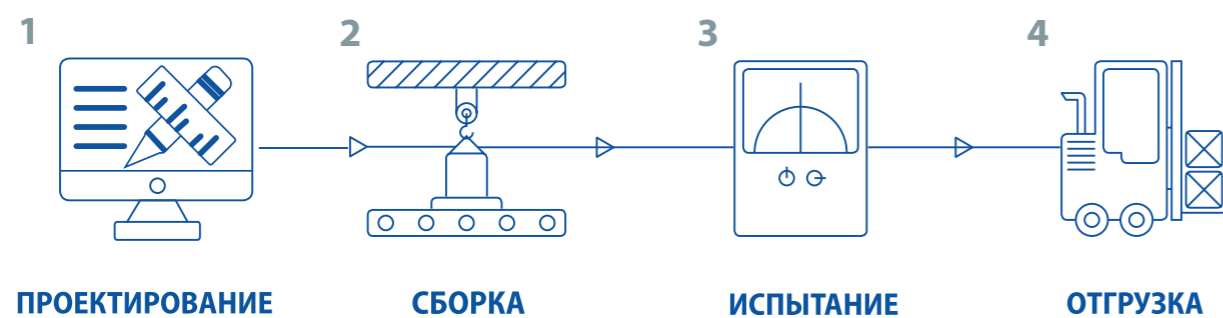 1
2
3
4
ПРОЕКТИРОВАНИЕ
СБОРКА
ИСПЫТАНИЕ
ОТГРУЗКА